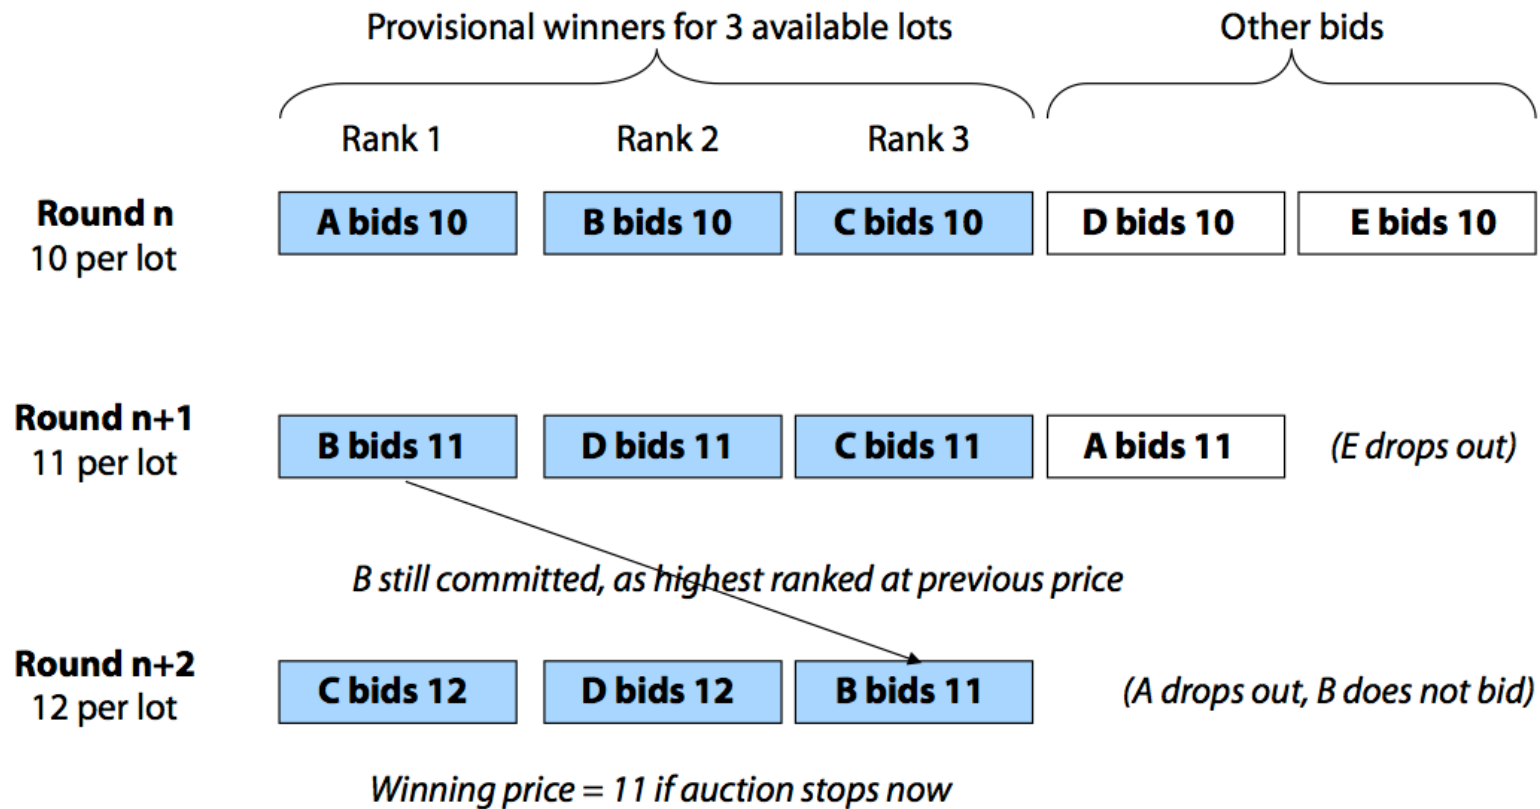 Provisional winners for 3 available lots
Other bids
Rank 1
Rank 2
Rank 3
Round n
10 per lot
A bids 10
B bids 10
C bids 10
D bids 10
E bids 10
Round n+1
11 per lot
B bids 11
D bids 11
C bids 11
A bids 11
(E drops out)
B still committed, as highest ranked at previous price
Round n+2
12 per lot
C bids 12
D bids 12
B bids 11
(A drops out, B does not bid)
Winning price = 11 if auction stops now